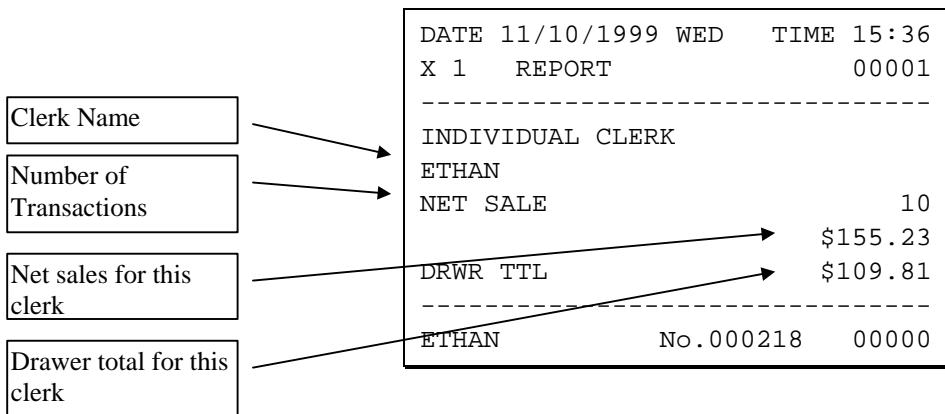 Clerk Name
Number of
Transactions
Net sales for this
clerk
Drawer total for this
clerk
DATE 11/10/1999 WED TIME 15:36
X 1 REPORT 00001
--------------------------------
INDIVIDUAL CLERK
ETHAN
NET SALE 10
$155.23
DRWR TTL $109.81
--------------------------------
ETHAN No.000218 00000